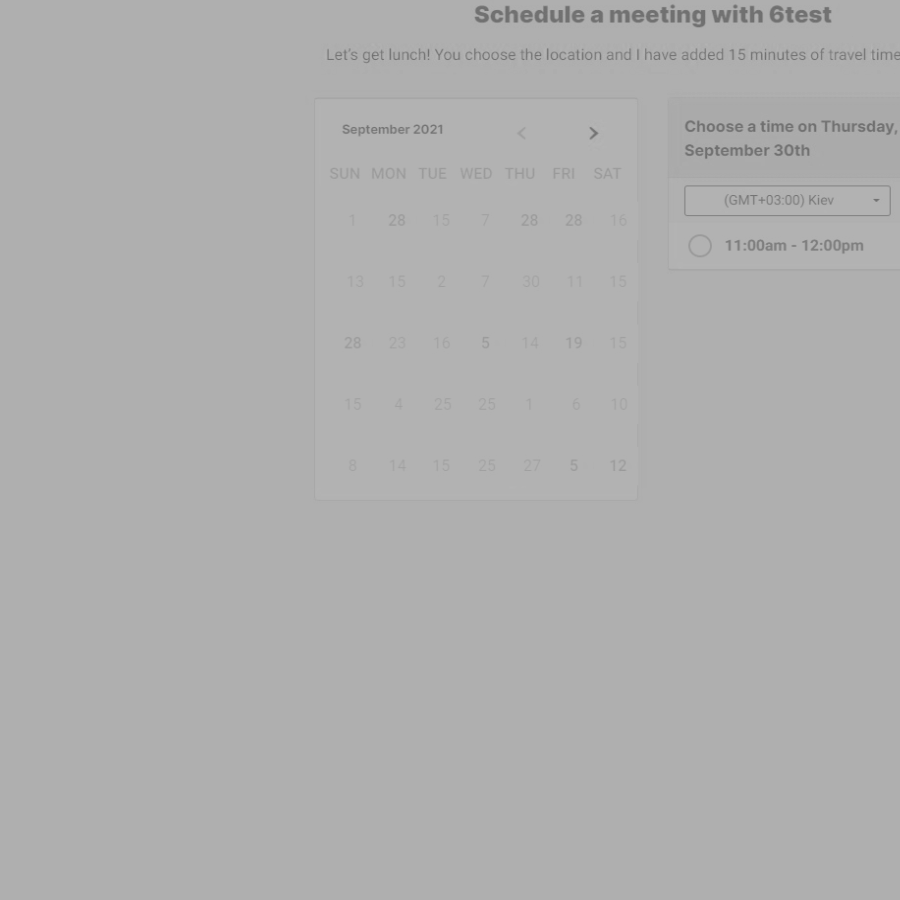 Schedule a meeting with 6test
Let's get lunch! You choose the location and I have added 15 minutes of travel time
September 2021
SUN MON TUE WED THU FRI SAT
1 28 15 7 28 28 16
13 15 2 7 30 11 15
28 23 16 5 14 19 15
15 4 25 25 1 6 10
8 14 15 25 27 5 12
Choose a time on Thursday,
September 30th
(GMT+03:00) Kiev
11:00am - 12:00pm